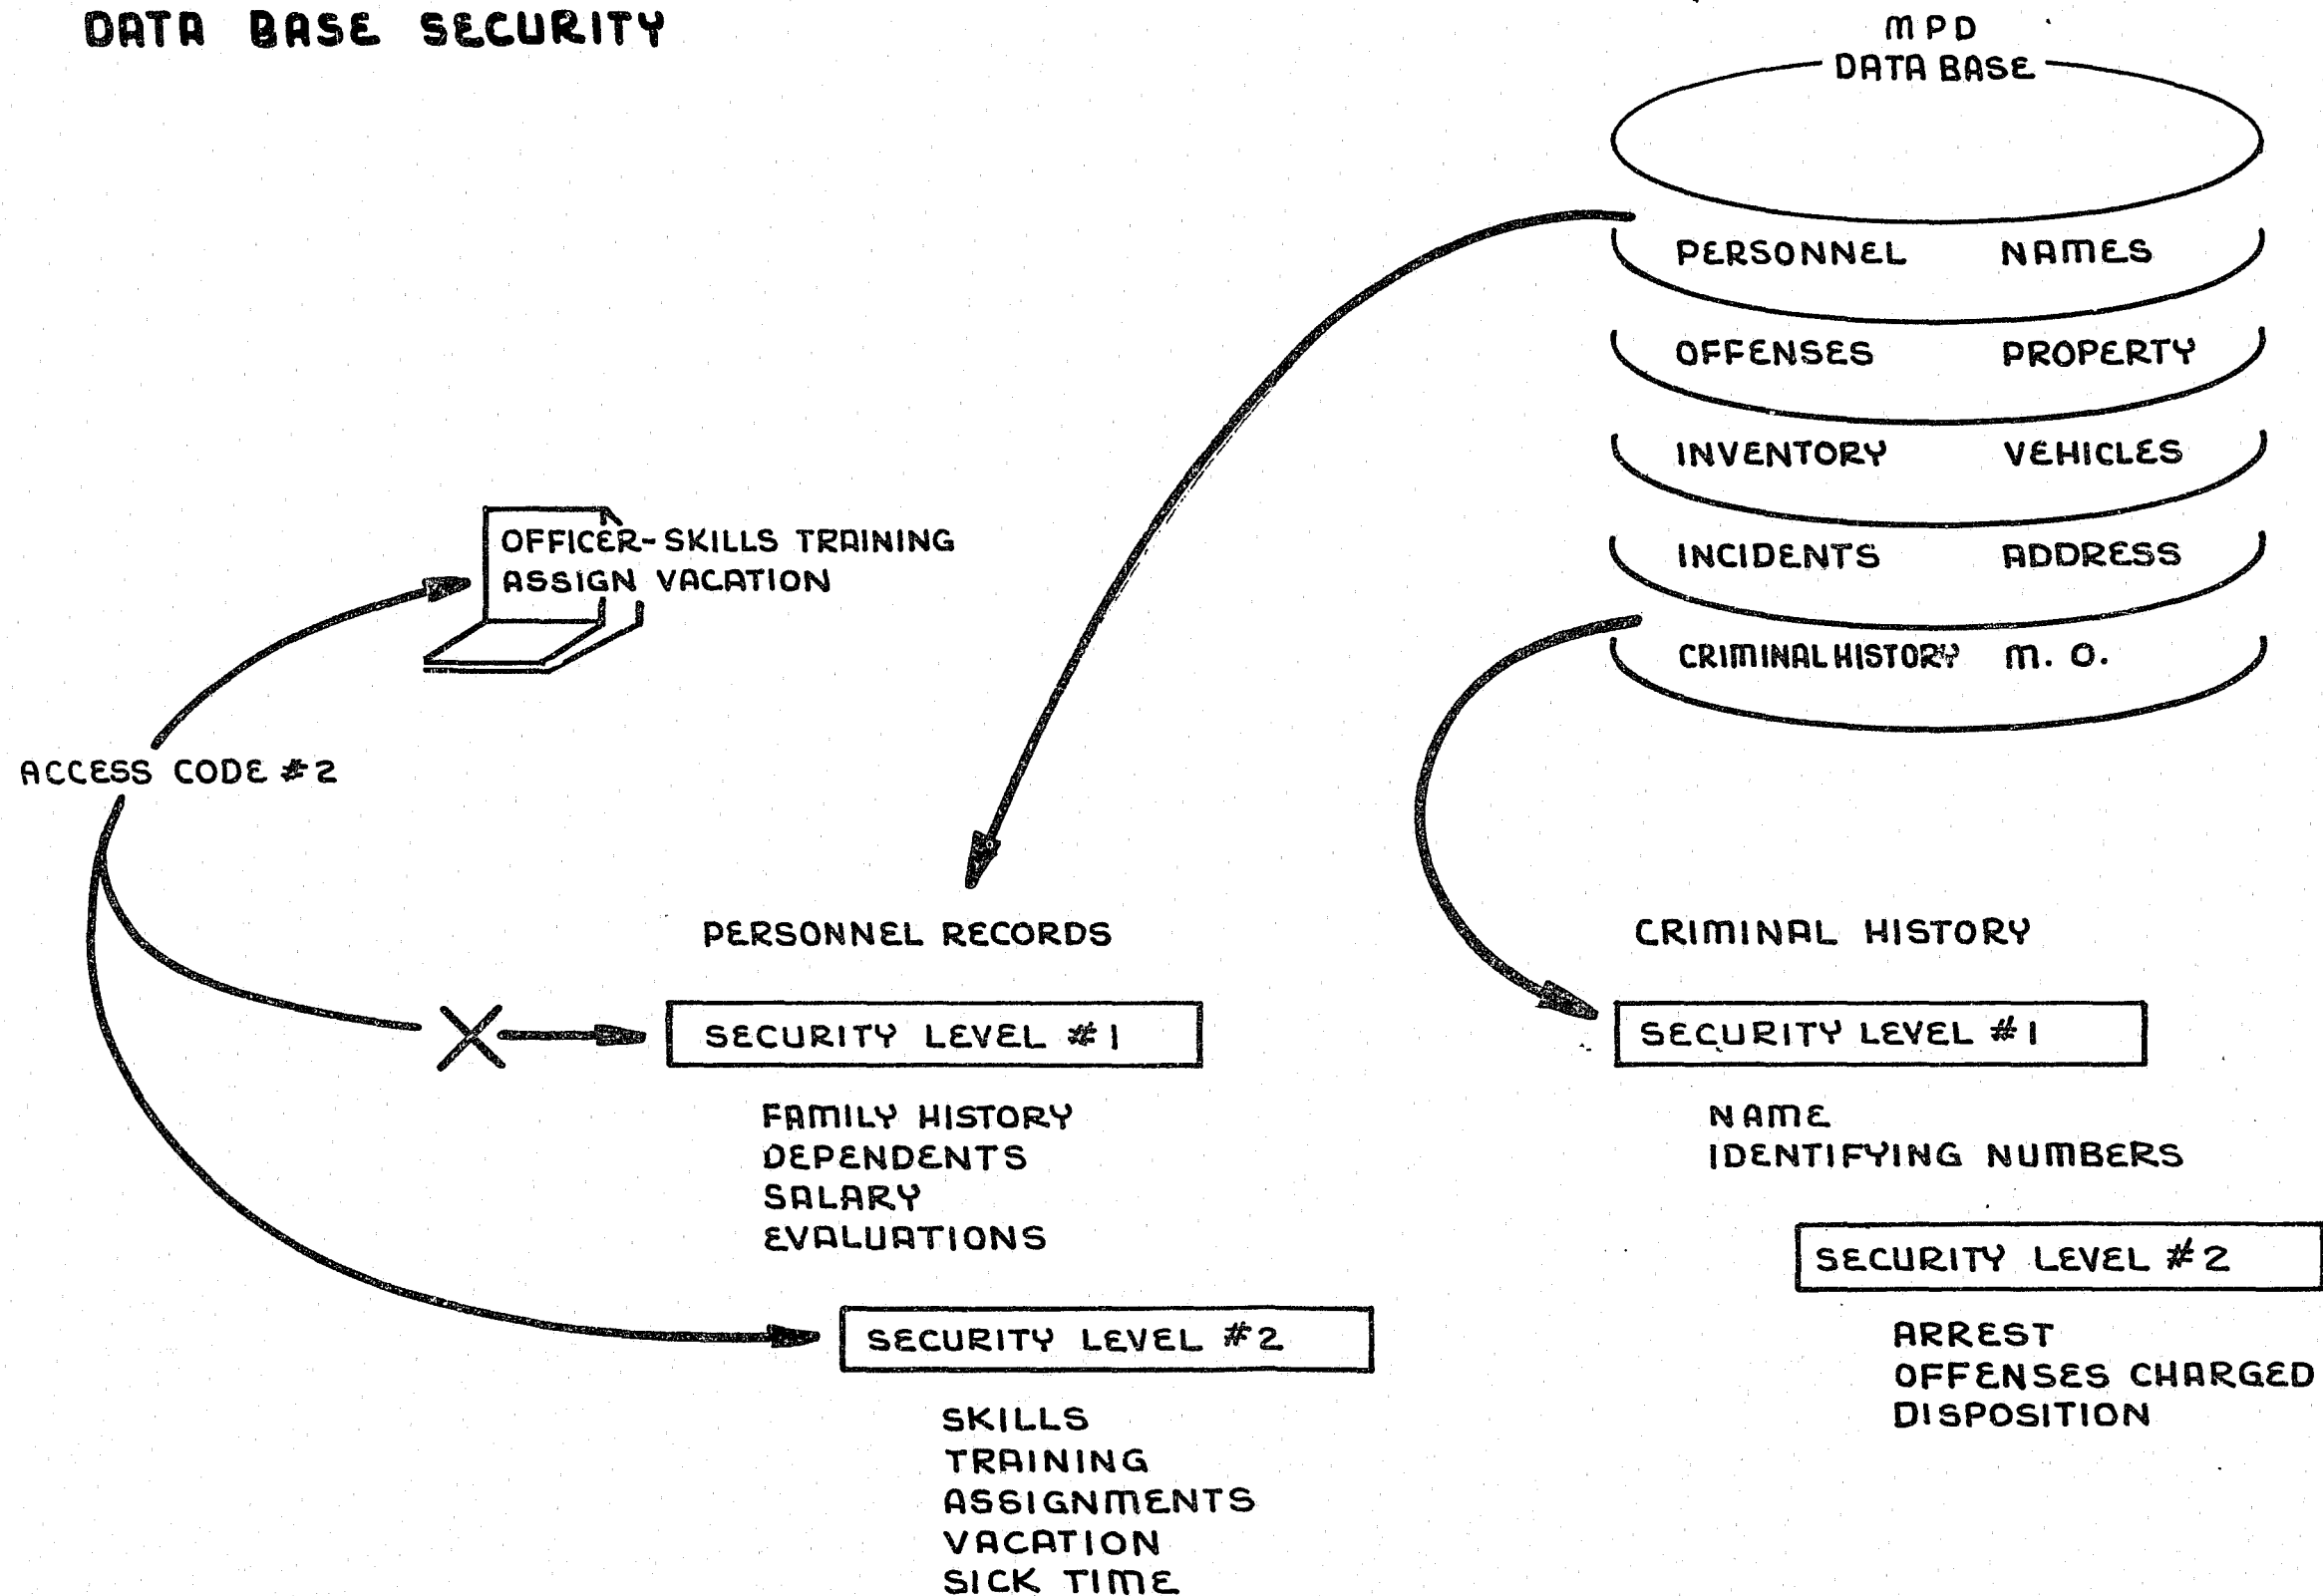 DATA BASE SECURITY
MPD
DATA BASE
PERSONNEL NAMES
OFFENSES PROPERTY
INVENTORY VEHICLES
INCIDENTS ADDRESS
CRIMINAL HISTORY M. O.
OFFICER-SKILLS TRAINING
ASSIGN VACATION
ACCESS CODE #2
PERSONNEL RECORDS
SECURITY LEVEL #1
FAMILY HISTORY
DEPENDENTS
SALARY
EVALUATIONS
SECURITY LEVEL #2
SKILLS
TRAINING
ASSIGNMENTS
VACATION
SICK TIME
CRIMINAL HISTORY
SECURITY LEVEL #1
NAME
IDENTIFYING NUMBERS
SECURITY LEVEL #2
ARREST
OFFENSES CHARGED
DISPOSITION